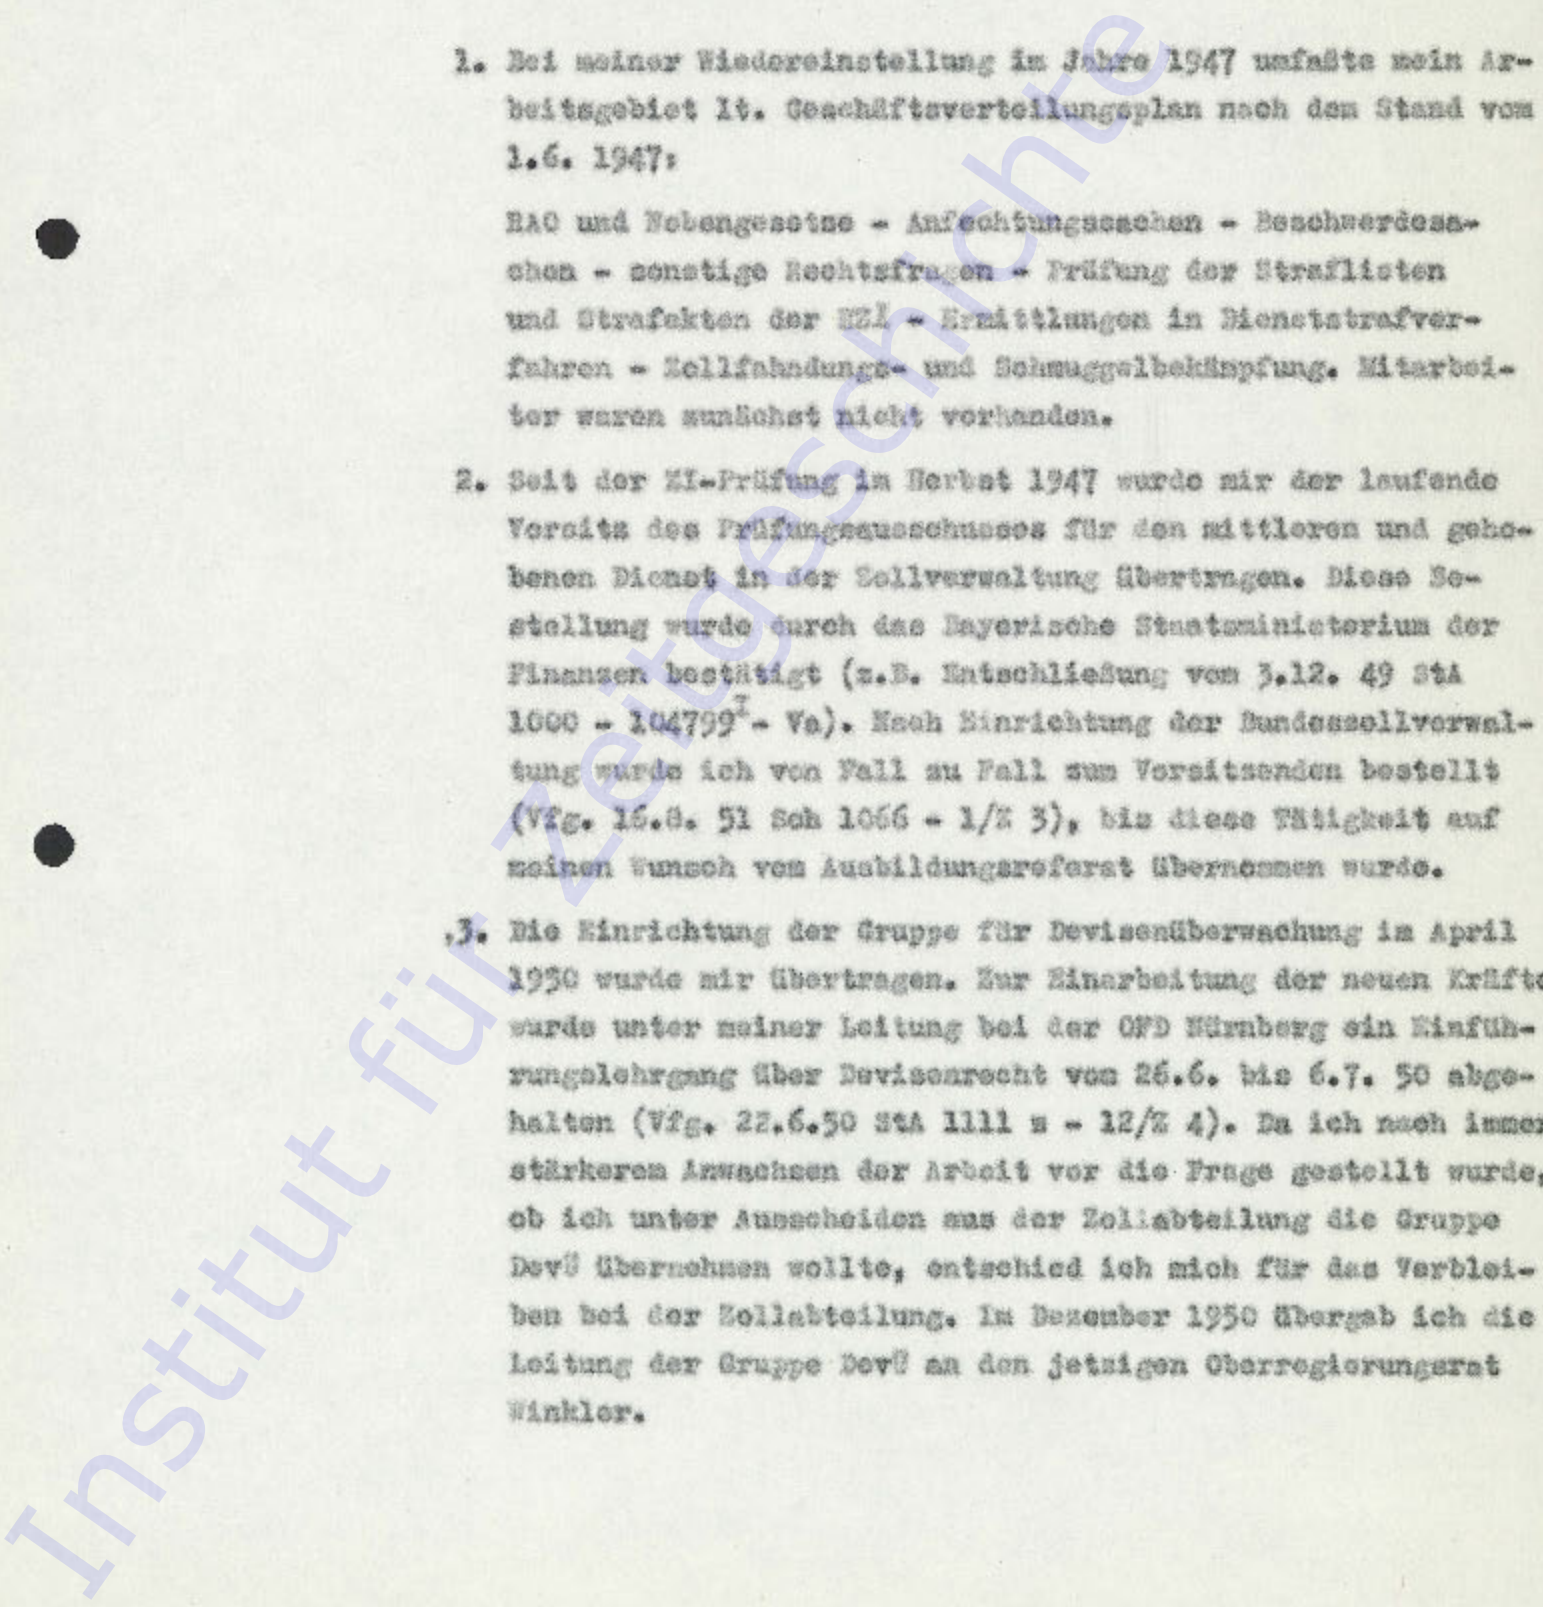 1. Bei meiner Wiedereinstellung im Jahre 1947 umfaßte mein Ar-
beitsgebiet lt. Geschäftsverteilungsplan nach dem Stand vom
1.6. 1947:
RAO und Nebengesetze - Anfechtungssachen - Beschwerdesa-
chen - sonstige Rechtsfragen - Prüfung der Straflisten
und Strafakten der HZÄ - Ermittlungen in Dienststrafver-
fahren - Zollfahndungs- und Schmuggelbekämpfung. Mitarbei-
ter waren zunächst nicht vorhanden.
2. Seit der ZI-Prüfung im Herbst 1947 wurde mir der laufende
Vorsitz des Prüfungsausschusses für den mittleren und geho-
benen Dienst in der Zollverwaltung übertragen. Diese Be-
stellung wurde durch das Bayerische Staatsministerium der
Finanzen bestätigt (z.B. Entschließung vom 3.12. 49 StA
1000 - 104799I- Va). Nach Einrichtung der Bundeszollverwal-
tung wurde ich von Fall zu Fall zum Vorsitzenden bestellt
(Vfg. 16.8. 51 Sch 1066 - 1/Z 3), bis diese Tätigkeit auf
meinen Wunsch vom Ausbildungsreferat übernommen wurde.
3. Die Einrichtung der Gruppe für Devisenüberwachung im April
1950 wurde mir übertragen. Zur Einarbeitung der neuen Kräfte
wurde unter meiner Leitung bei der OFD Nürnberg ein Einfüh-
rungslehrgang über Devisenrecht vom 26.6. bis 6.7. 50 abge-
halten (Vfg. 22.6.50 StA 1111 z - 12/Z 4). Da ich nach immer
stärkerem Anwachsen der Arbeit vor die Frage gestellt wurde,
ob ich unter Ausscheiden aus der Zollabteilung die Gruppe
DevÜ übernehmen wollte, entschied ich mich für das Verblei-
ben bei der Zollabteilung. Im Dezember 1950 übergab ich die
Leitung der Gruppe DevÜ an den jetzigen Oberregierungsrat
Winkler.
Institut für Zeitgeschichte